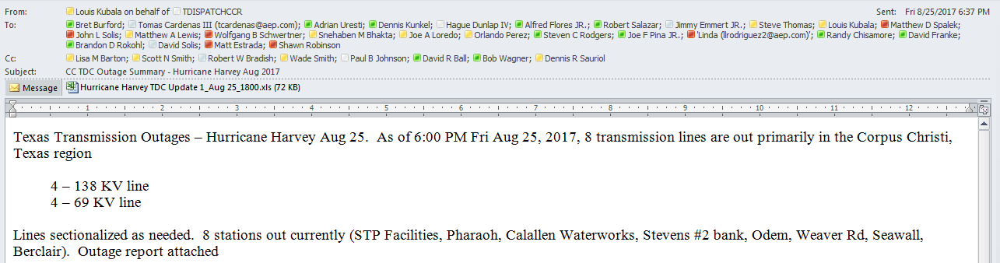 From: Louis Kubala on behalf of TDISPATCHCCR Sent: Fri 8/25/2017 6:37 PM
To: Bret Burford; Tomas Cardenas III (tcardenas@aep.com); Adrian Uresti; Dennis Kunkel; Hague Dunlap IV; Alfred Flores JR.; Robert Salazar; Jimmy Emmert JR.; Steve Thomas; Louis Kubala; Matthew D Spalek;
John L Solis; Matthew A Lewis; Wolfgang B Schwertner; Snehaben M Bhakta; Joe A Loredo; Orlando Perez; Steven C Rodgers; Joe F Pina JR.; 'Linda (llrodriguez2@aep.com)'; Randy Chisamore; David Franke;
Brandon D Rokohl; David Solis; Matt Estrada; Shawn Robinson
Cc: Lisa M Barton; Scott N Smith; Robert W Bradish; Wade Smith; Paul B Johnson; David R Ball; Bob Wagner; Dennis R Sauriol
Subject: CC TDC Outage Summary - Hurricane Harvey Aug 2017
Message Hurricane Harvey TDC Update 1_Aug 25_1800.xls (72 KB)
1 2 3 4 5 6 7 8 9 10 11 12
Texas Transmission Outages – Hurricane Harvey Aug 25. As of 6:00 PM Fri Aug 25, 2017, 8 transmission lines are out primarily in the Corpus Christi,
Texas region
4 – 138 KV line
4 – 69 KV line
Lines sectionalized as needed. 8 stations out currently (STP Facilities, Pharaoh, Calallen Waterworks, Stevens #2 bank, Odem, Weaver Rd, Seawall,
Berclair). Outage report attached